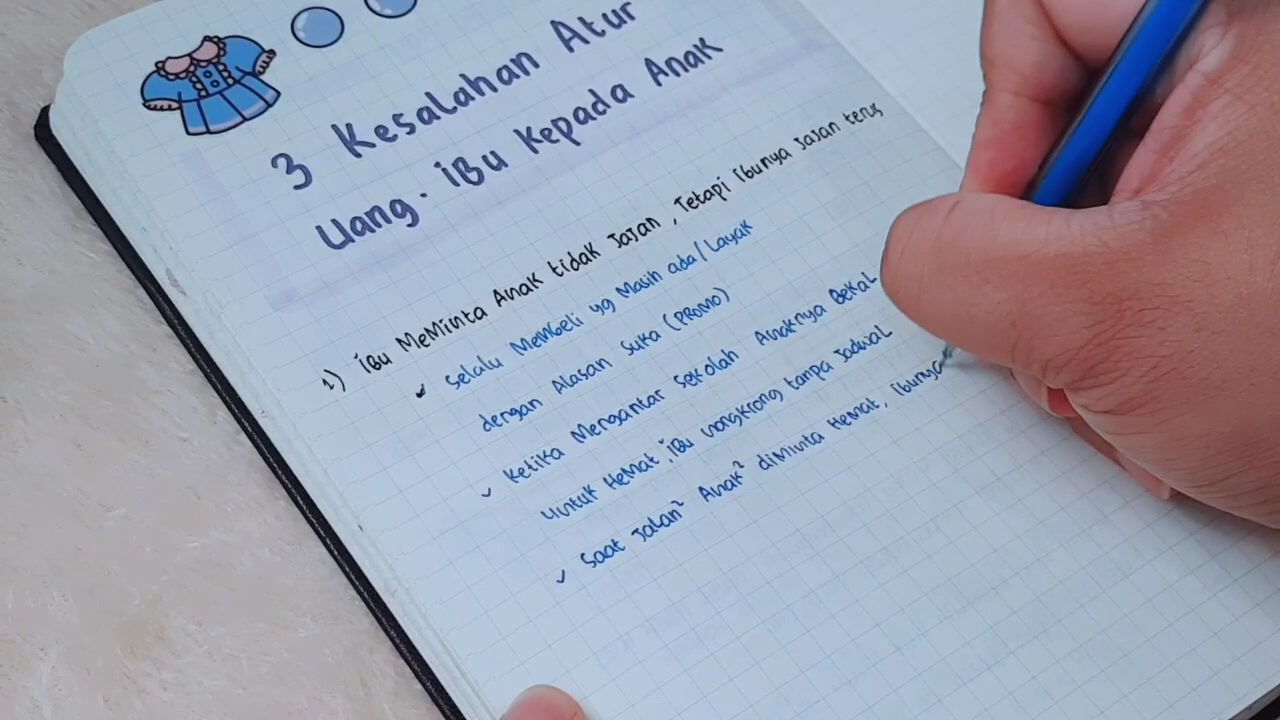 3 Kesalahan Atur
Uang. iBu Kepada Anak
1) iBu MeMinta Anak tidak Jajan, Tetapi Ibunya Jajan terus
✓ Selalu MemBeli yg Masih ada/Layak
dengan Alasan Suka (PROMO)
✓ Ketika Mengantar Sekolah Anaknya BeKaL
untuk HeMat, iBu nongkrong tanpa Jadwal
✓ Saat Jalan² Anak² diMinta HeMat, Ibunya